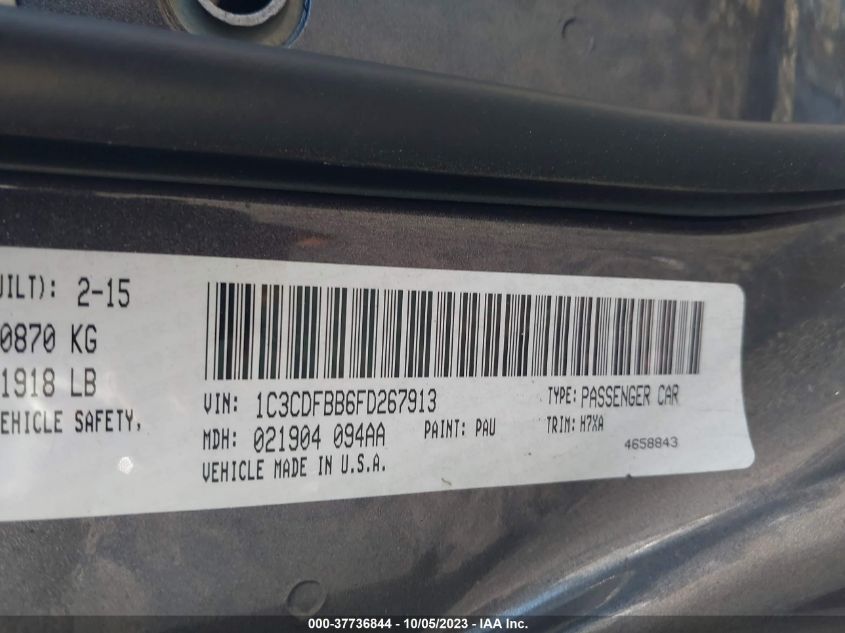 UILT): 2-15
0870 KG
1918 LB
EHICLE SAFETY,
VIN: 1C3CDFBB6FD267913
TYPE: PASSENGER CAR
MDH: 021904 094AA
PAINT: PAU
TRIM: H7XA
VEHICLE MADE IN U.S.A.
4658843
000-37736844 - 10/05/2023 - IAA Inc.